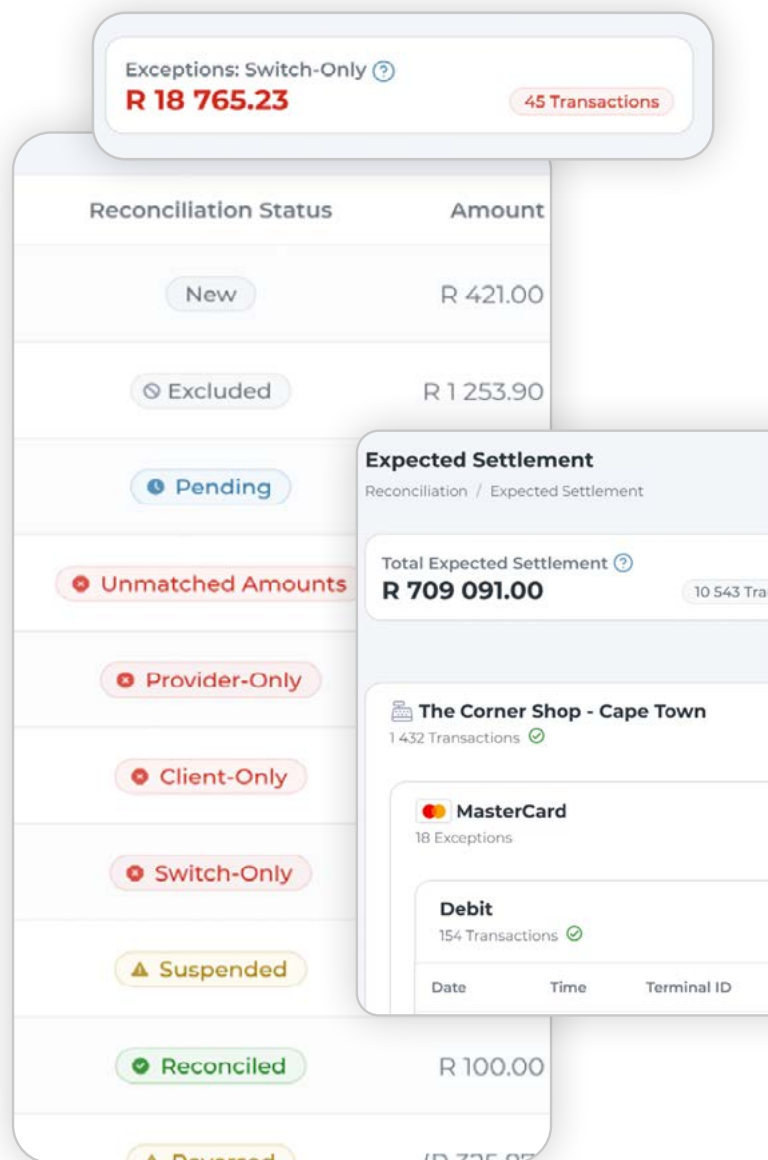 Exceptions: Switch-Only
R 18 765.23
45 Transactions
Reconciliation Status Amount
New R 421.00
Excluded R 1 253.90
Pending
Unmatched Amounts
Provider-Only
Client-Only
Switch-Only
Suspended
Reconciled R 100.00
Expected Settlement
Reconciliation / Expected Settlement
Total Expected Settlement
R 709 091.00
10 543
The Corner Shop - Cape Town
1 432 Transactions
MasterCard
18 Exceptions
Debit
154 Transactions
Date Time Terminal ID